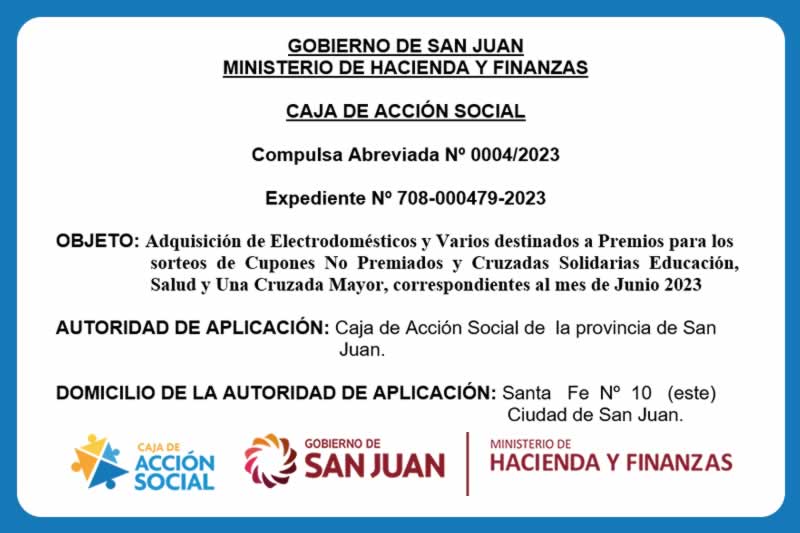 GOBIERNO DE SAN JUAN
MINISTERIO DE HACIENDA Y FINANZAS
CAJA DE ACCIÓN SOCIAL
Compulsa Abreviada Nº 0004/2023
Expediente Nº 708-000479-2023
OBJETO: Adquisición de Electrodomésticos y Varios destinados a Premios para los
sorteos de Cupones No Premiados y Cruzadas Solidarias Educación,
Salud y Una Cruzada Mayor, correspondientes al mes de Junio 2023
AUTORIDAD DE APLICACIÓN: Caja de Acción Social de la provincia de San
Juan.
DOMICILIO DE LA AUTORIDAD DE APLICACIÓN: Santa Fe Nº 10 (este)
Ciudad de San Juan.
CAJA DE
ACCIÓN
SOCIAL
GOBIERNO DE
SAN JUAN
MINISTERIO DE
HACIENDA Y FINANZAS